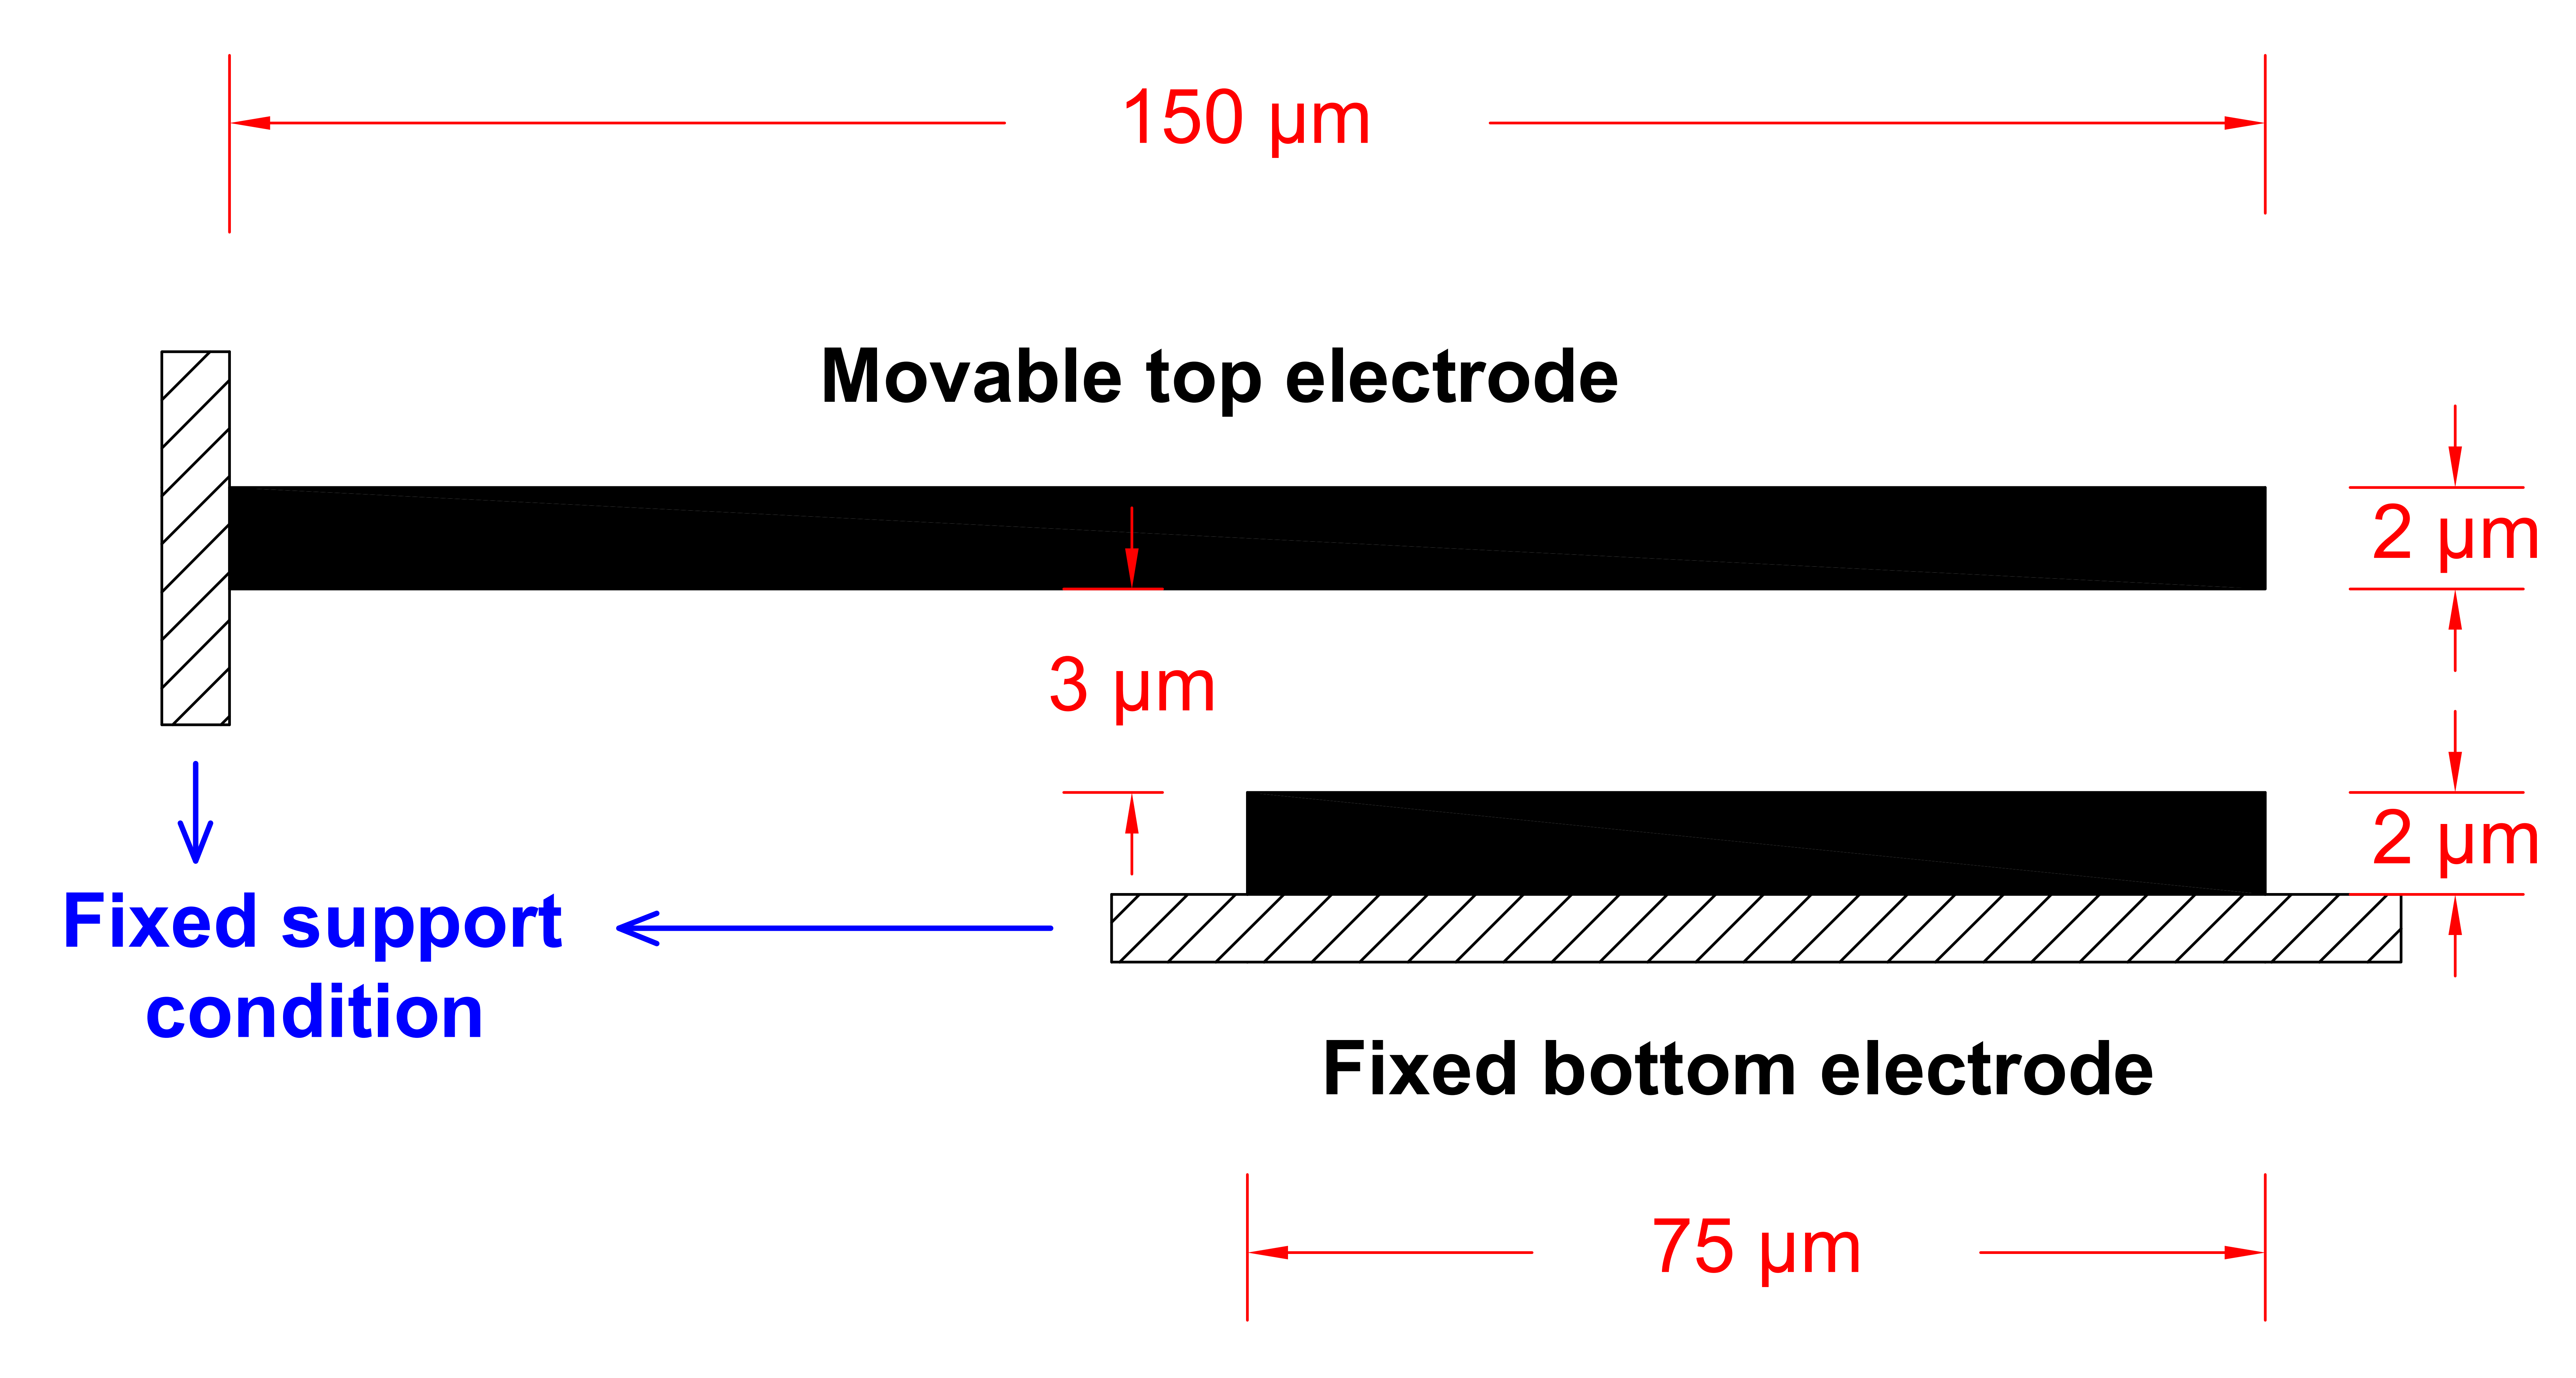 150 µm
Movable top electrode
2 µm
3 µm
2 µm
Fixed support
condition
Fixed bottom electrode
75 µm